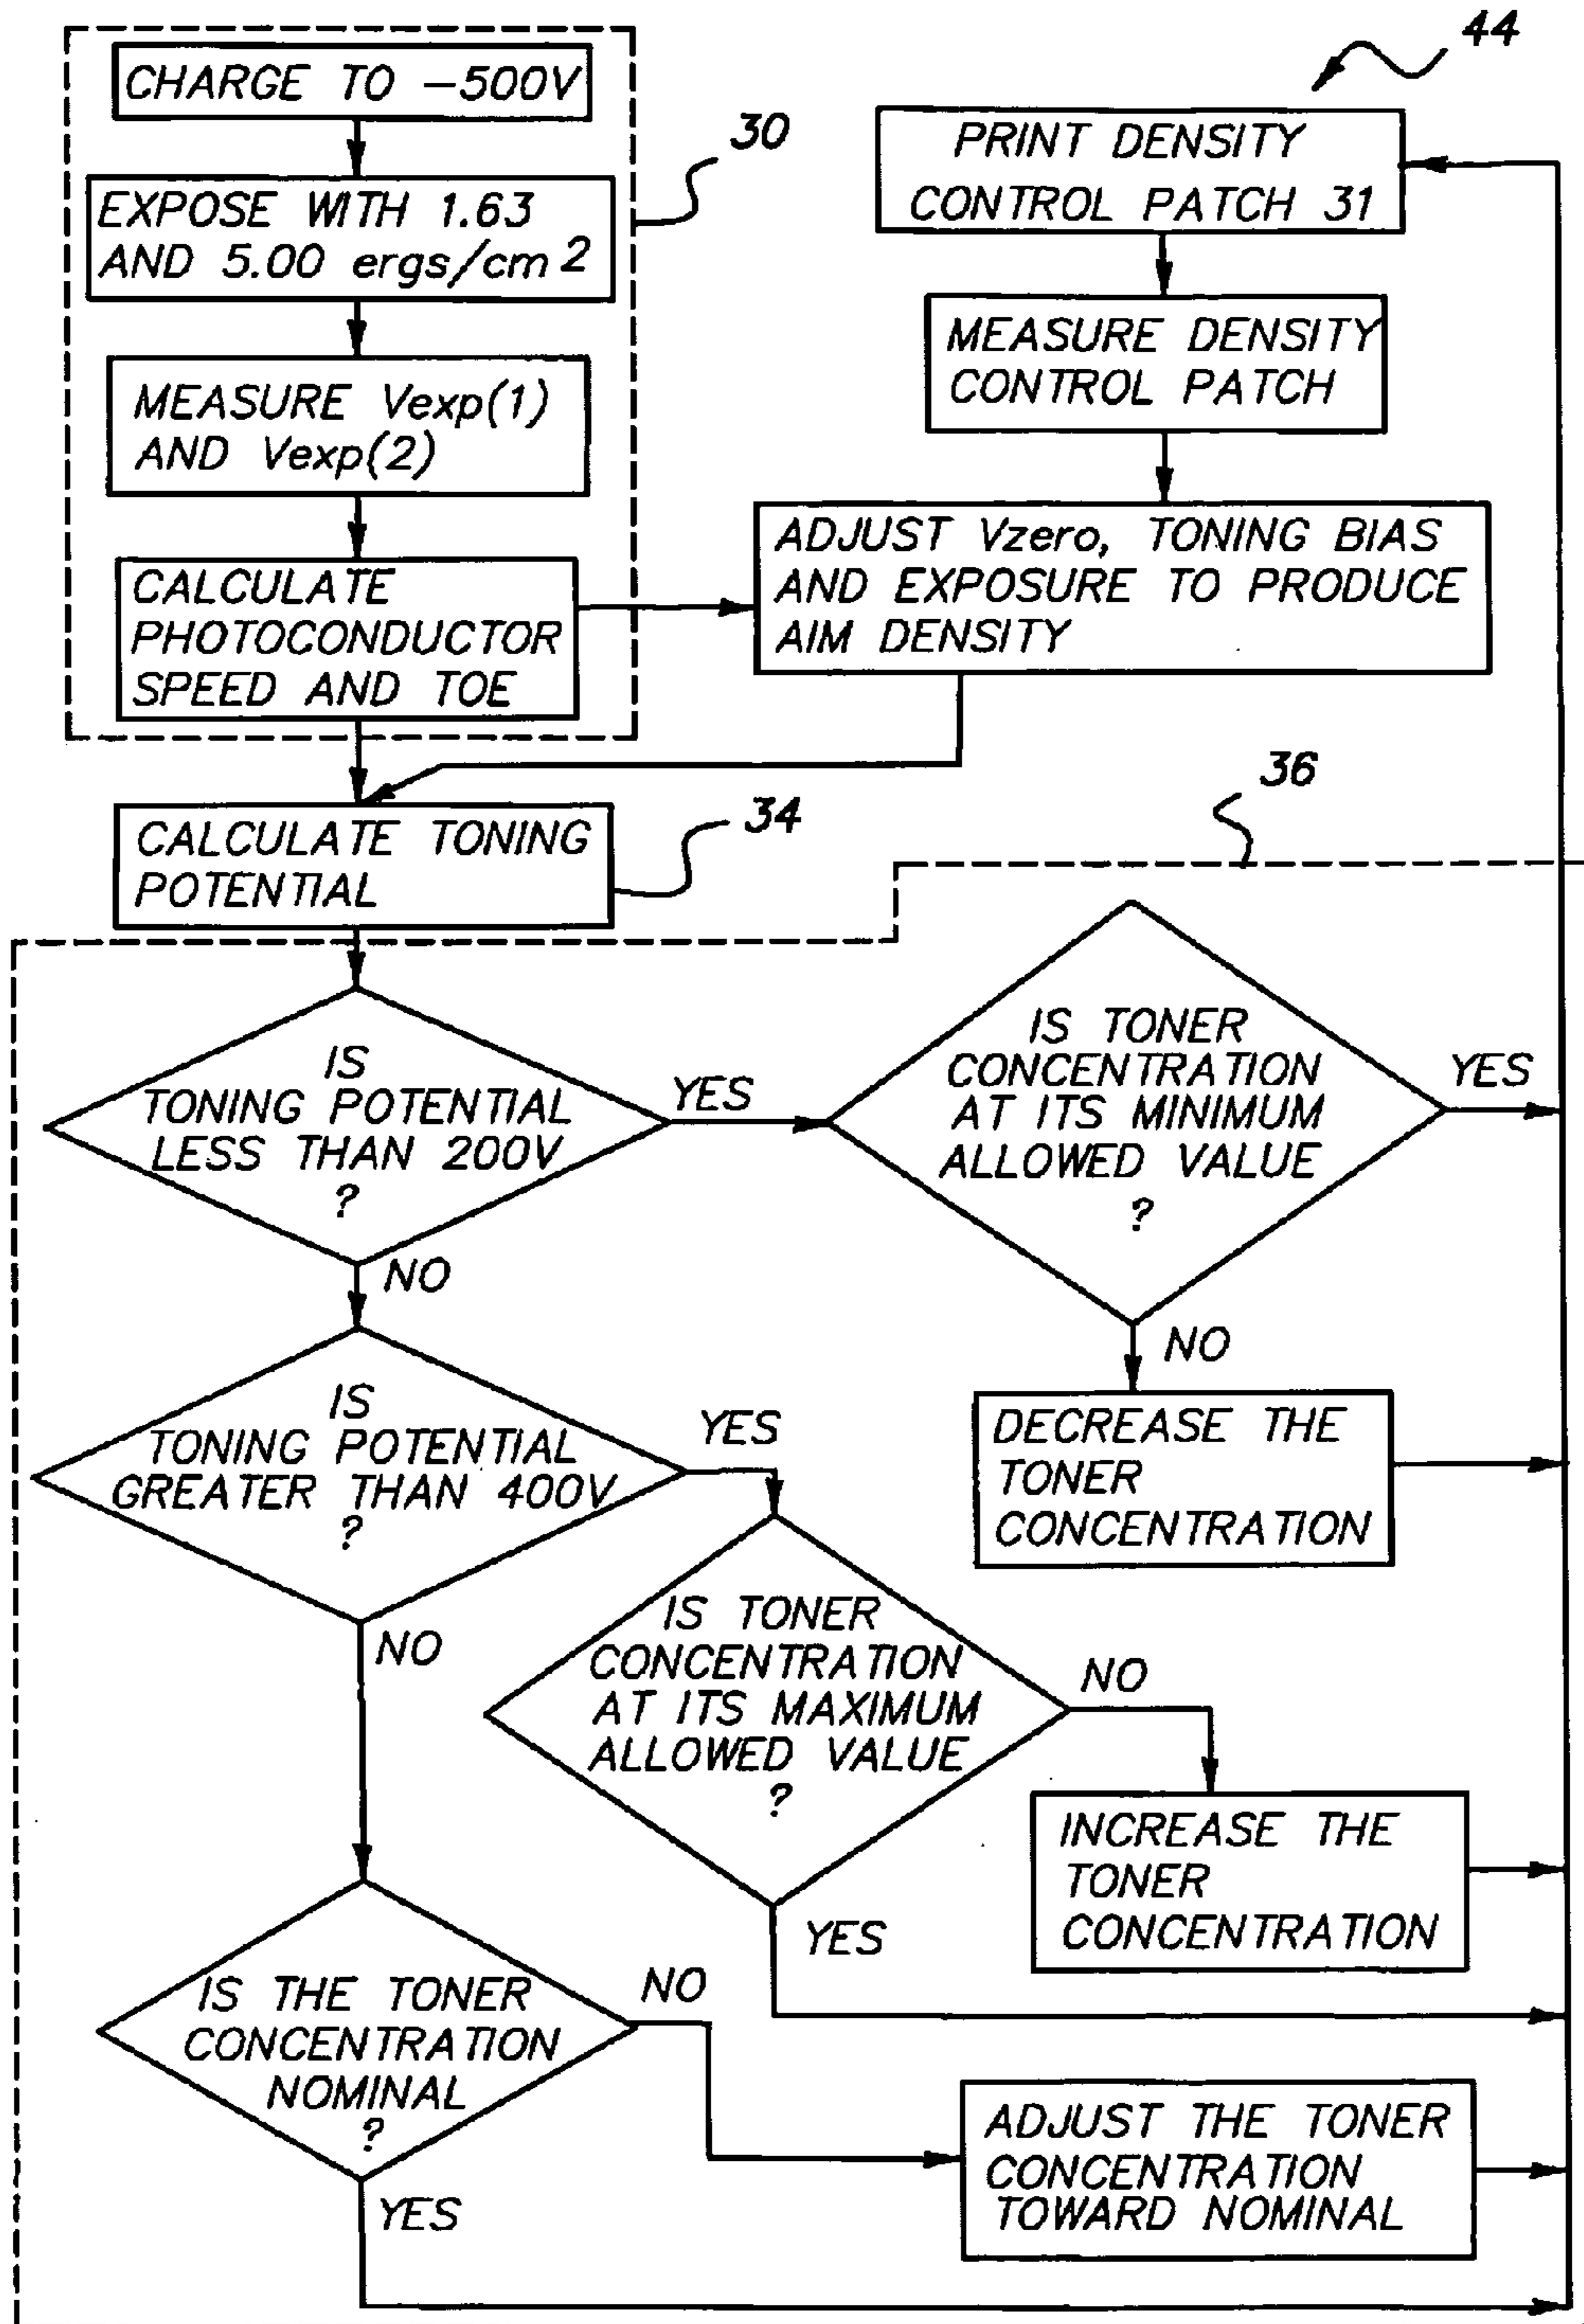 CHARGE TO -500V
EXPOSE WITH 1.63
AND 5.00 ergs/cm 2
MEASURE Vexp(1)
AND Vexp(2)
CALCULATE
PHOTOCONDUCTOR
SPEED AND TOE
30
44
PRINT DENSITY
CONTROL PATCH 31
MEASURE DENSITY
CONTROL PATCH
ADJUST Vzero, TONING BIAS
AND EXPOSURE TO PRODUCE
AIM DENSITY
CALCULATE TONING
POTENTIAL
34
36
IS
TONING POTENTIAL
LESS THAN 200V
?
YES
NO
IS TONER
CONCENTRATION
AT ITS MINIMUM
ALLOWED VALUE
?
YES
NO
DECREASE THE
TONER
CONCENTRATION
IS
TONING POTENTIAL
GREATER THAN 400V
?
YES
NO
IS TONER
CONCENTRATION
AT ITS MAXIMUM
ALLOWED VALUE
?
NO
YES
INCREASE THE
TONER
CONCENTRATION
IS THE TONER
CONCENTRATION
NOMINAL
?
NO
YES
ADJUST THE TONER
CONCENTRATION
TOWARD NOMINAL